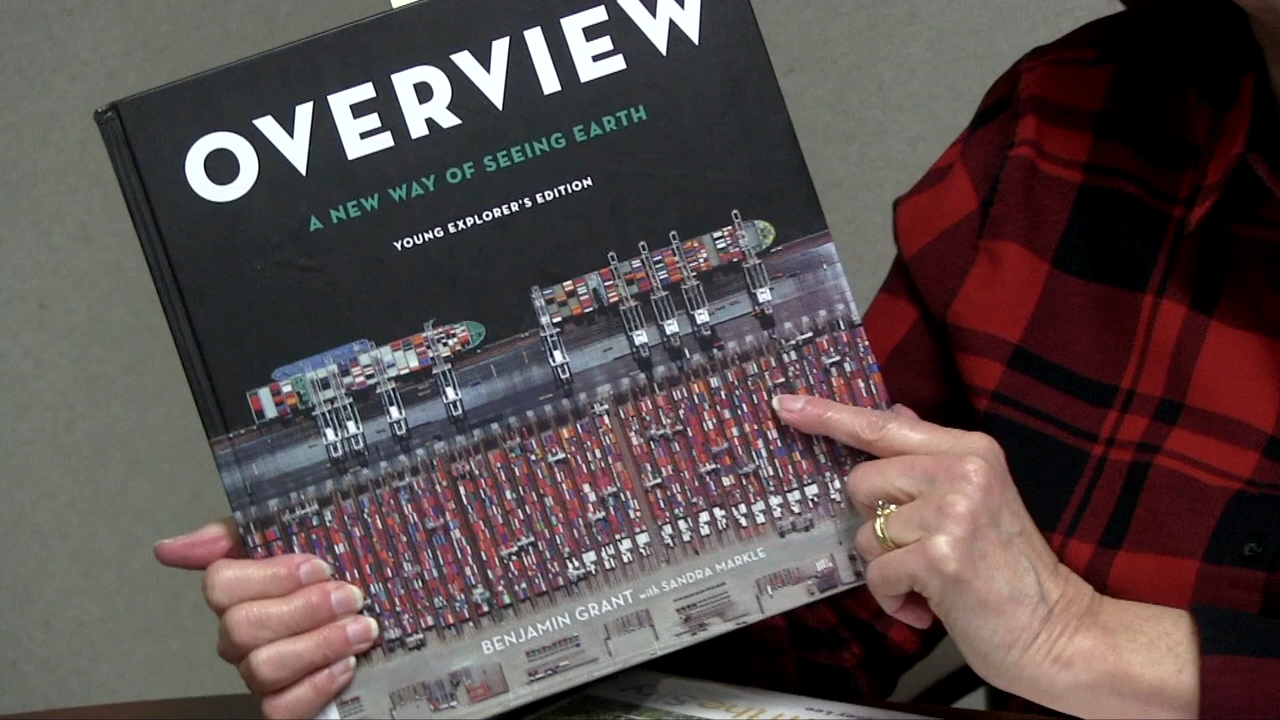 OVERVIEW
A NEW WAY OF SEEING EARTH
YOUNG EXPLORER'S EDITION
BENJAMIN GRANT with SANDRA MARKLE